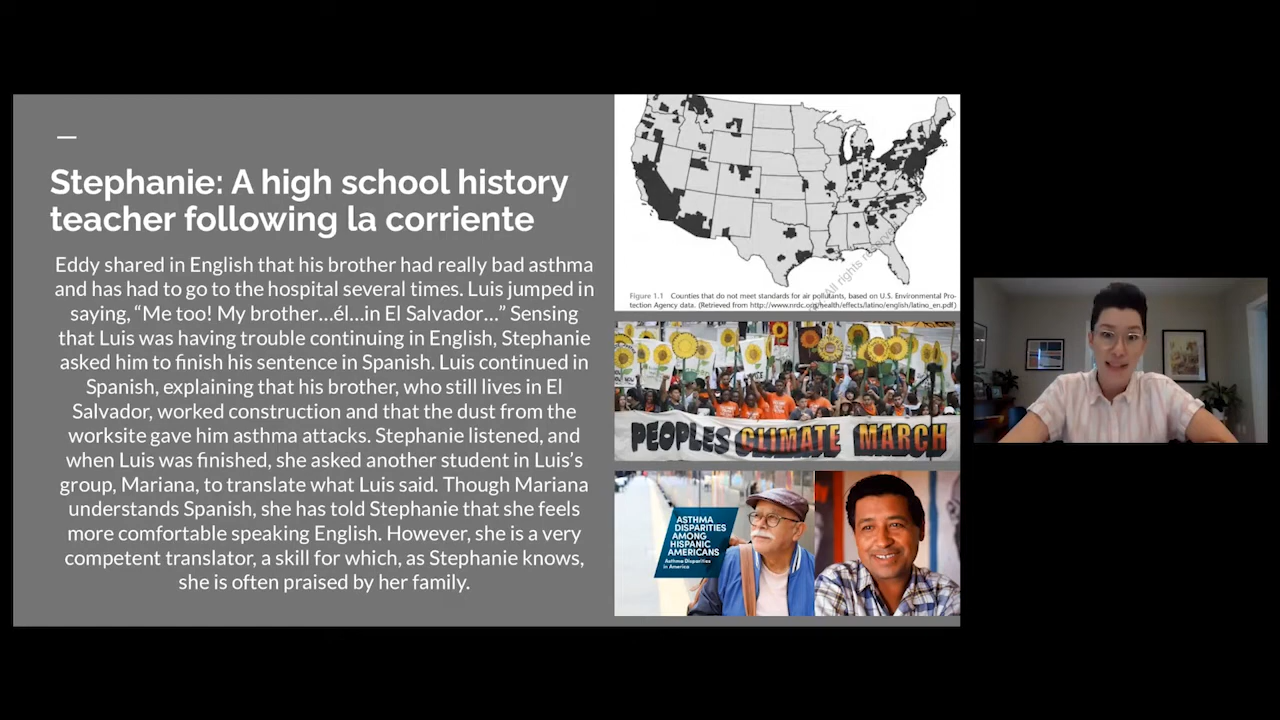 Stephanie: A high school history
teacher following la corriente
Eddy shared in English that his brother had really bad asthma
and has had to go to the hospital several times. Luis jumped in
saying, “Me too! My brother...él...in El Salvador...” Sensing
that Luis was having trouble continuing in English, Stephanie
asked him to finish his sentence in Spanish. Luis continued in
Spanish, explaining that his brother, who still lives in El
Salvador, worked construction and that the dust from the
worksite gave him asthma attacks. Stephanie listened, and
when Luis was finished, she asked another student in Luis’s
group, Mariana, to translate what Luis said. Though Mariana
understands Spanish, she has told Stephanie that she feels
more comfortable speaking English. However, she is a very
competent translator, a skill for which, as Stephanie knows,
she is often praised by her family.
All rights
Figure 1.1 Counties that do not meet standards for air pollutants, based on U.S. Environmental Pro-
tection Agency data. (Retrieved from http://www.nrdc.org/health/effects/latino/english/latino_en.pdf)
PEOPLES CLIMATE MARCH
ASTHMA
DISPARITIES
AMONG
HISPANIC
AMERICANS
Asthma Disparities
in America